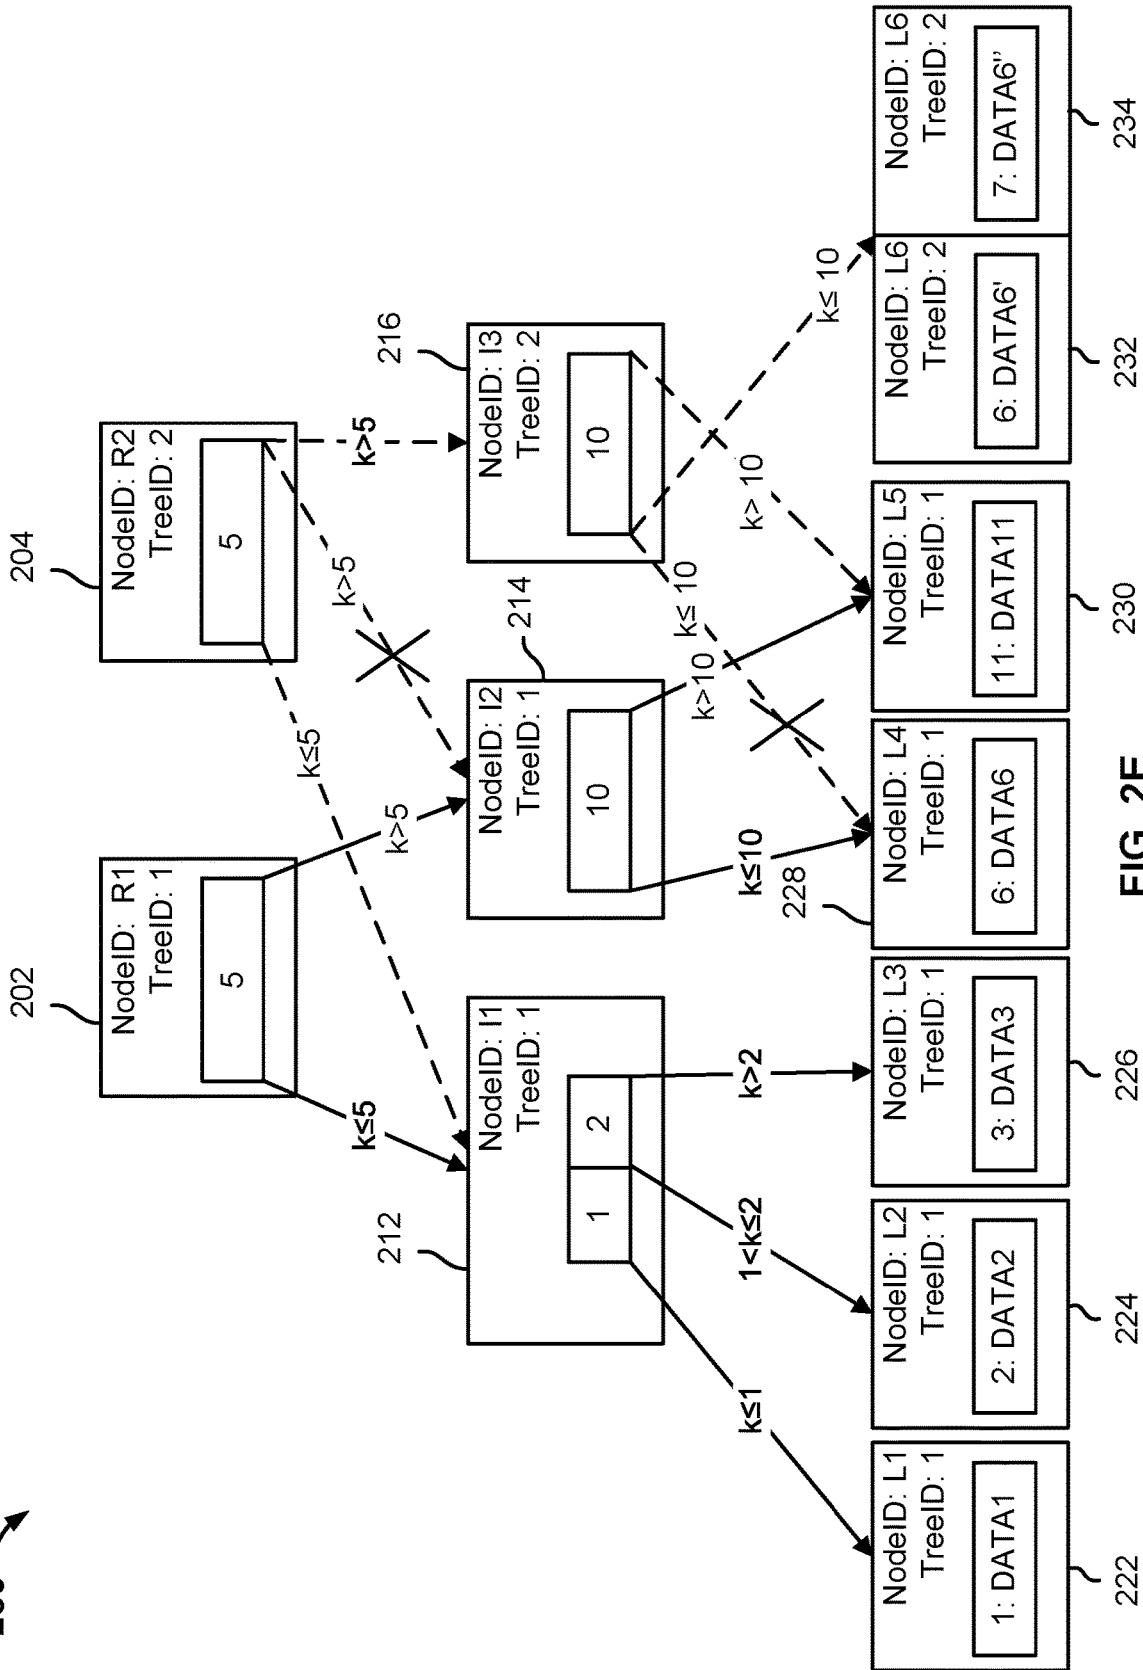 202
204
NodeID: R1
TreeID: 1
5
NodeID: R2
TreeID: 2
5
k≤5
k>5
k≤5
k>5
k>5
212
214
216
NodeID: I1
TreeID: 1
1
2
NodeID: I2
TreeID: 1
10
NodeID: I3
TreeID: 2
10
k≤1
1<k≤2
k>2
k≤10
k>10
k≤ 10
k> 10
k≤ 10
228
NodeID: L1
TreeID: 1
1: DATA1
NodeID: L2
TreeID: 1
2: DATA2
NodeID: L3
TreeID: 1
3: DATA3
NodeID: L4
TreeID: 1
6: DATA6
NodeID: L5
TreeID: 1
11: DATA11
NodeID: L6
TreeID: 2
6: DATA6'
NodeID: L6
TreeID: 2
7: DATA6''
222
224
226
230
232
234